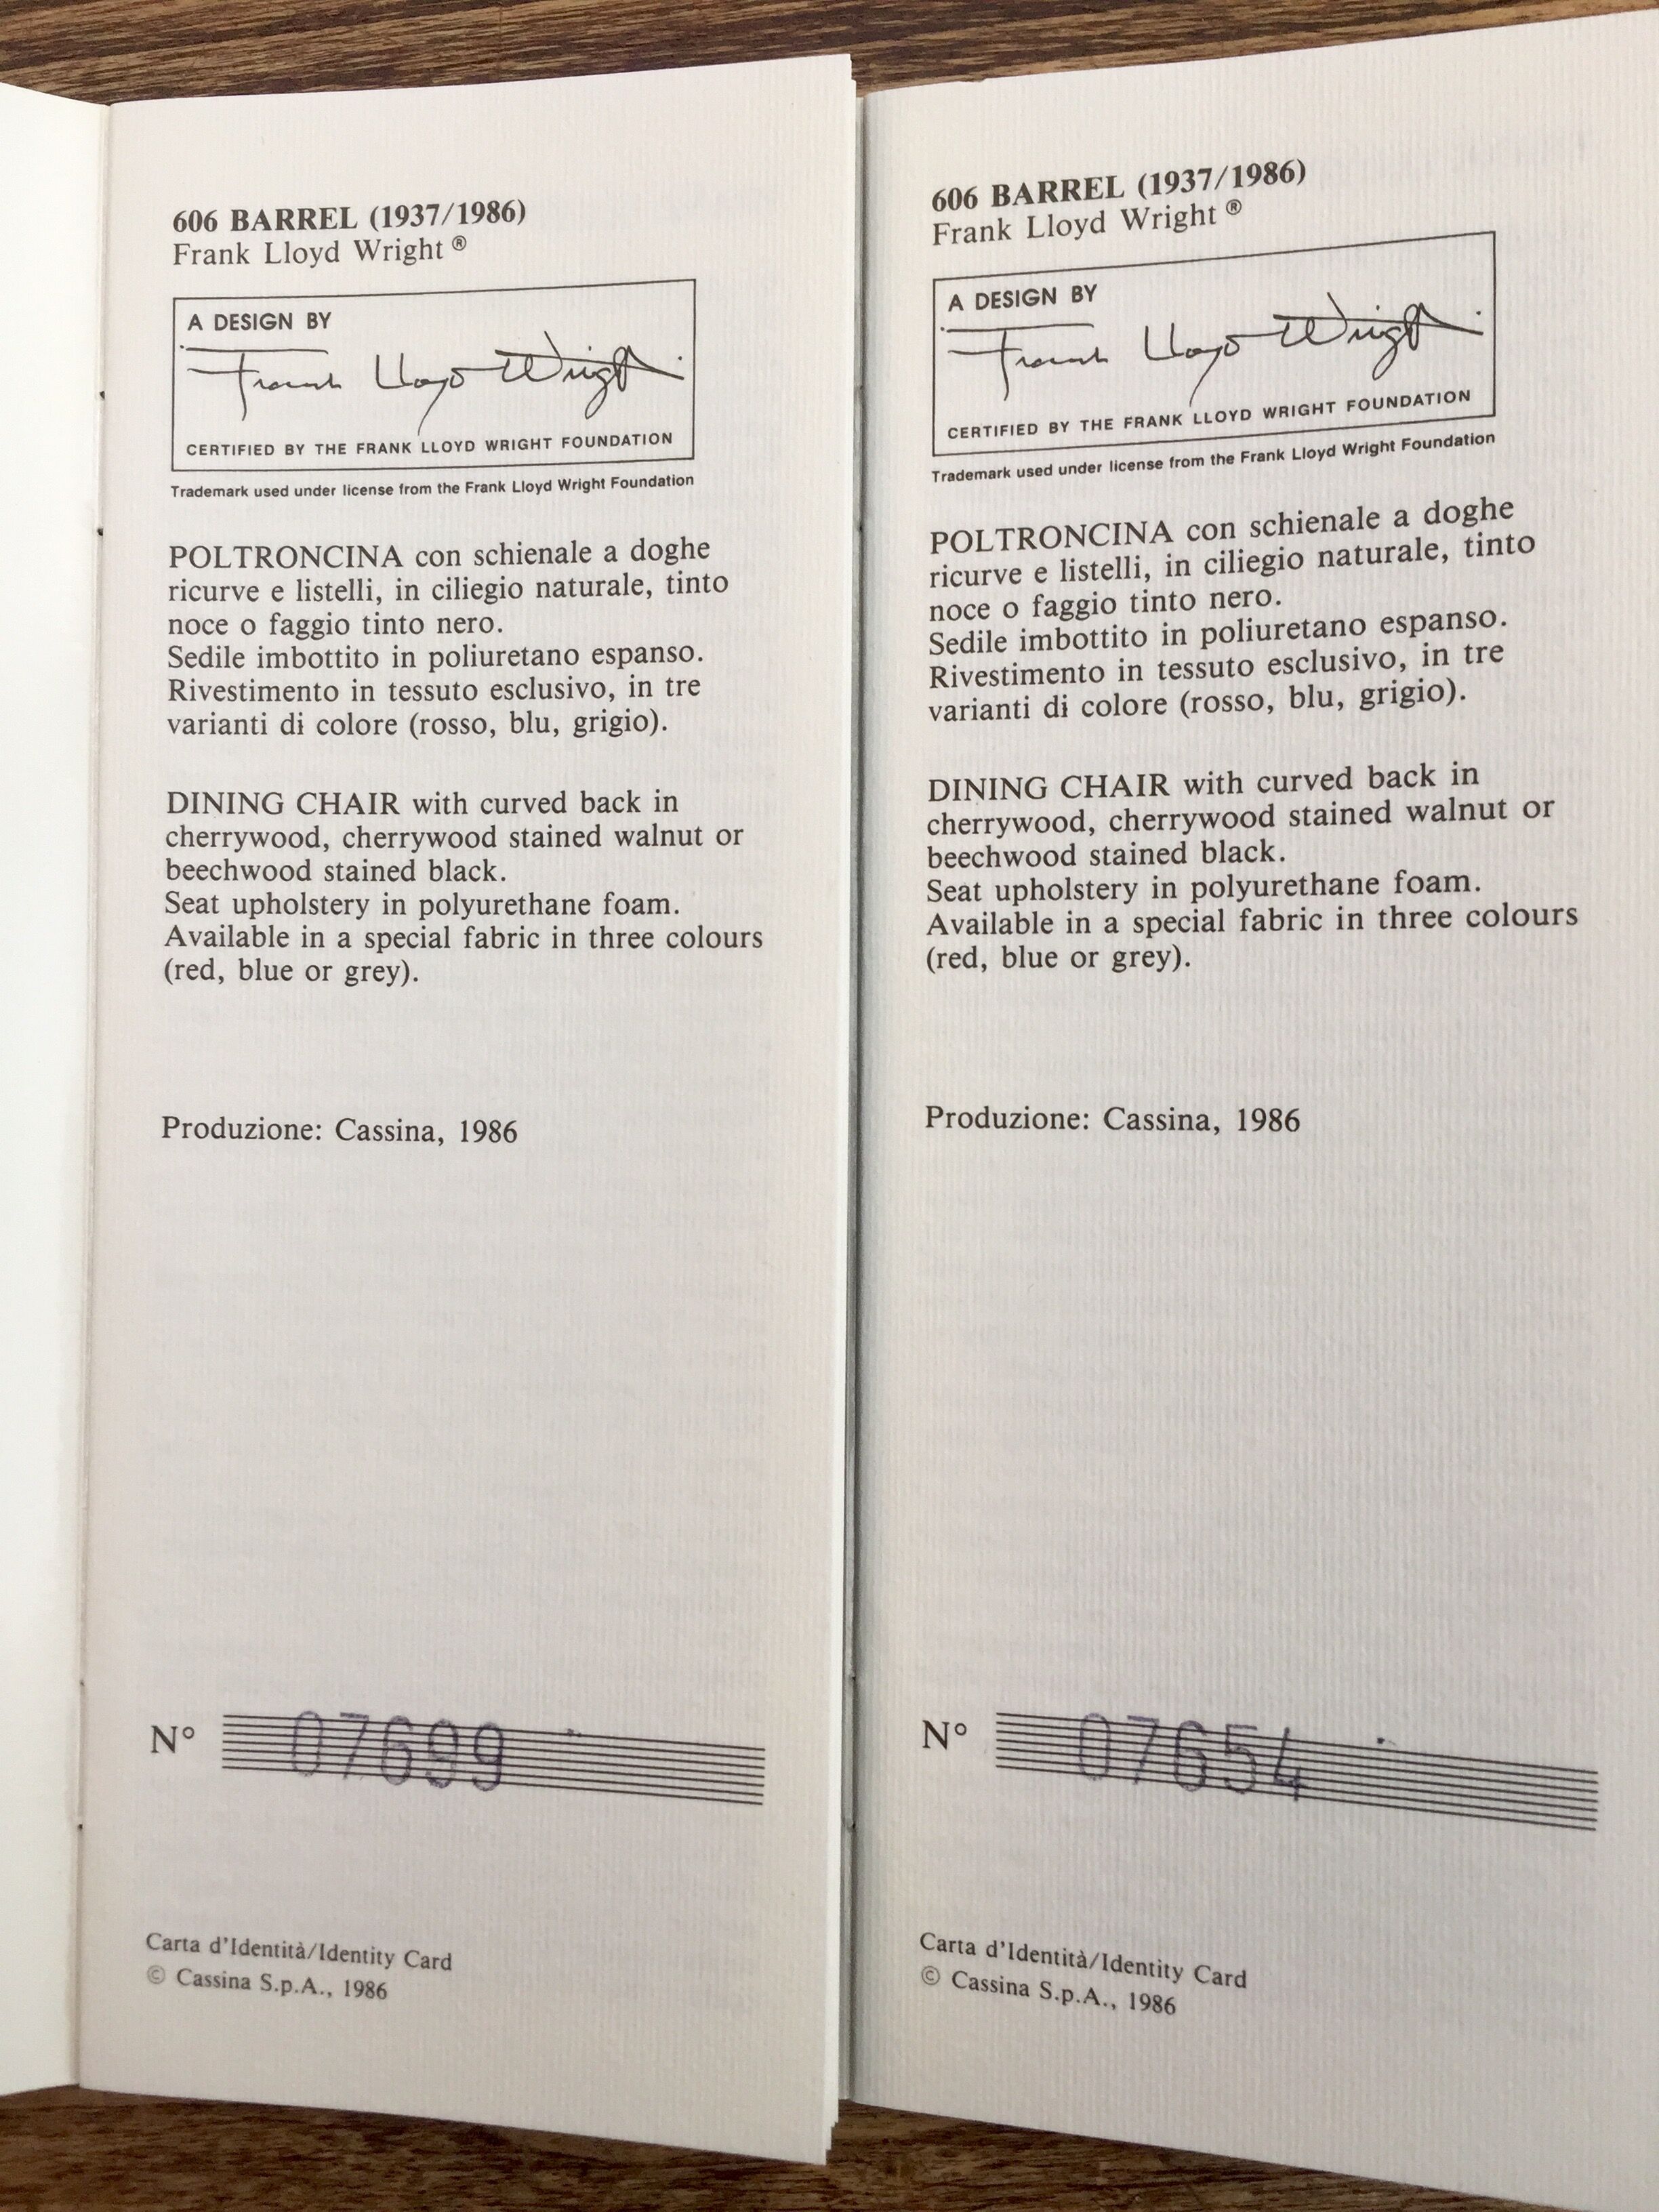 606 BARREL (1937/1986)
Frank Lloyd Wright ®
A DESIGN BY
Frank Lloyd Wright
CERTIFIED BY THE FRANK LLOYD WRIGHT FOUNDATION
Trademark used under license from the Frank Lloyd Wright Foundation
POLTRONCINA con schienale a doghe
ricurve e listelli, in ciliegio naturale, tinto
noce o faggio tinto nero.
Sedile imbottito in poliuretano espanso.
Rivestimento in tessuto esclusivo, in tre
varianti di colore (rosso, blu, grigio).
DINING CHAIR with curved back in
cherrywood, cherrywood stained walnut or
beechwood stained black.
Seat upholstery in polyurethane foam.
Available in a special fabric in three colours
(red, blue or grey).
Produzione: Cassina, 1986
N° 07699
Carta d'Identità/Identity Card
© Cassina S.p.A., 1986
606 BARREL (1937/1986)
Frank Lloyd Wright ®
A DESIGN BY
Frank Lloyd Wright
CERTIFIED BY THE FRANK LLOYD WRIGHT FOUNDATION
Trademark used under license from the Frank Lloyd Wright Foundation
POLTRONCINA con schienale a doghe
ricurve e listelli, in ciliegio naturale, tinto
noce o faggio tinto nero.
Sedile imbottito in poliuretano espanso.
Rivestimento in tessuto esclusivo, in tre
varianti di colore (rosso, blu, grigio).
DINING CHAIR with curved back in
cherrywood, cherrywood stained walnut or
beechwood stained black.
Seat upholstery in polyurethane foam.
Available in a special fabric in three colours
(red, blue or grey).
Produzione: Cassina, 1986
N° 07654
Carta d'Identità/Identity Card
© Cassina S.p.A., 1986